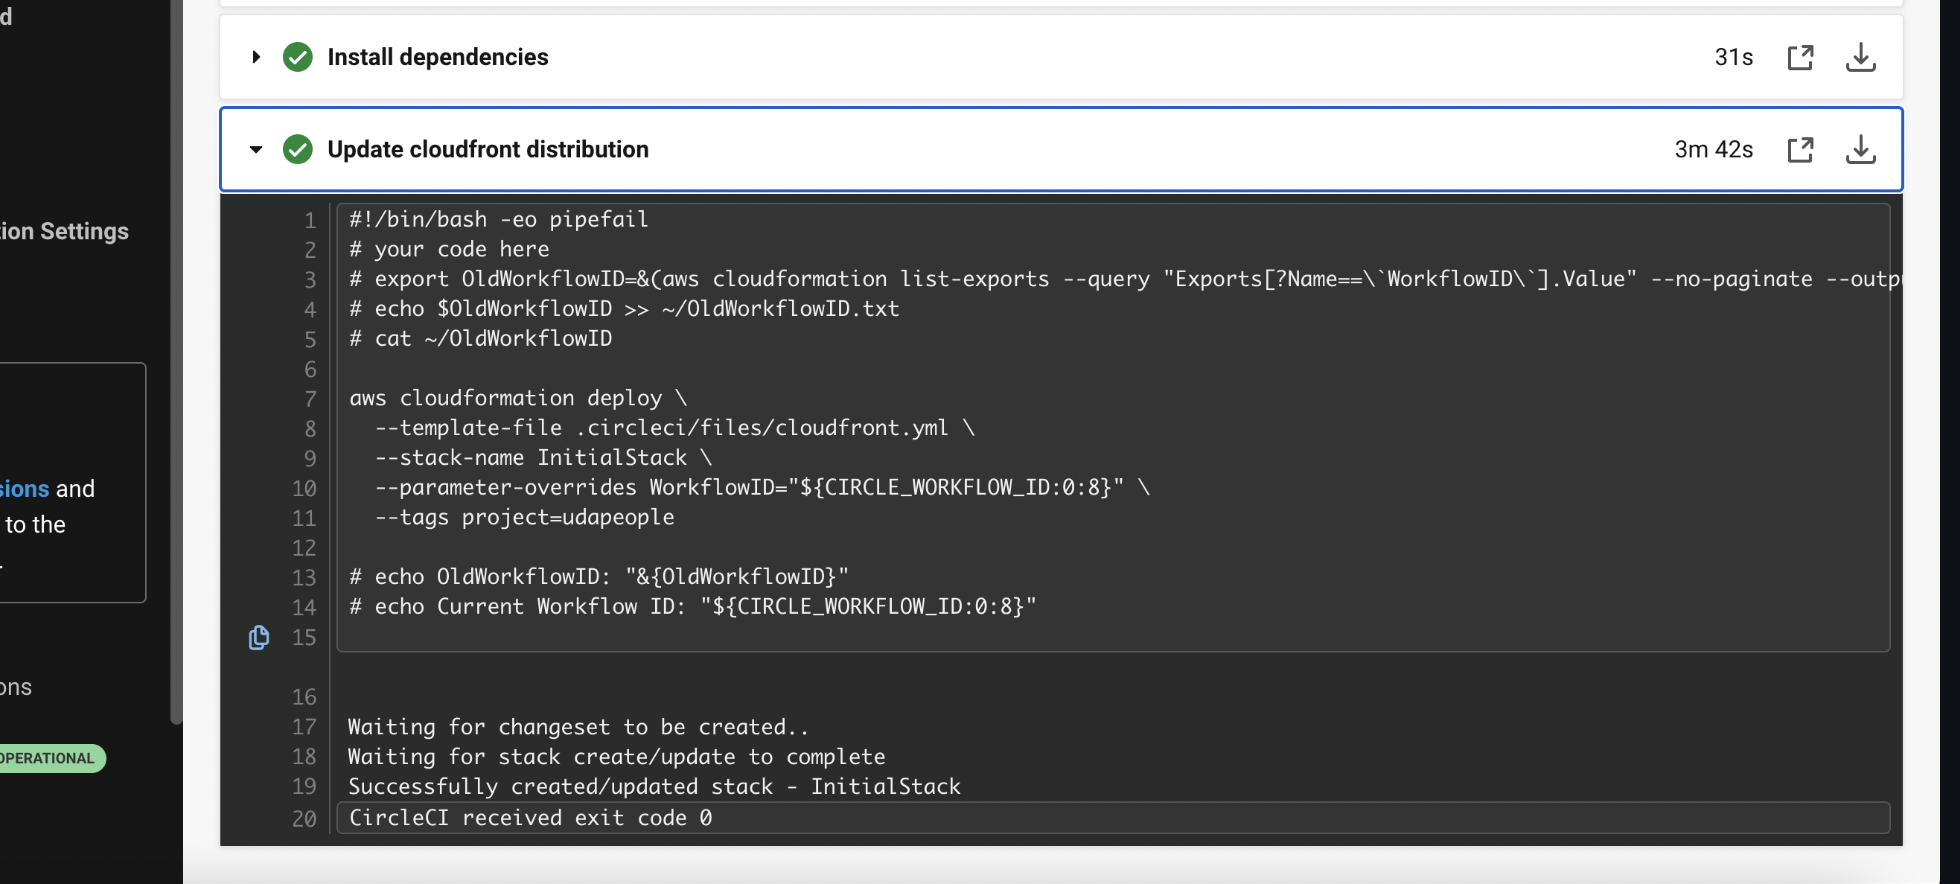 d
ion Settings
sions and
to the
ons
OPERATIONAL
Install dependencies
31s
Update cloudfront distribution
3m 42s
1 #!/bin/bash -eo pipefail
2 # your code here
3 # export OldWorkflowID=&(aws cloudformation list-exports --query "Exports[?Name==\`WorkflowID\`].Value" --no-paginate --outpu
4 # echo $OldWorkflowID >> ~/OldWorkflowID.txt
5 # cat ~/OldWorkflowID
6
7 aws cloudformation deploy \
8 --template-file .circleci/files/cloudfront.yml \
9 --stack-name InitialStack \
10 --parameter-overrides WorkflowID="${CIRCLE_WORKFLOW_ID:0:8}" \
11 --tags project=udapeople
12
13 # echo OldWorkflowID: "&{OldWorkflowID}"
14 # echo Current Workflow ID: "${CIRCLE_WORKFLOW_ID:0:8}"
15
16
17 Waiting for changeset to be created..
18 Waiting for stack create/update to complete
19 Successfully created/updated stack - InitialStack
20 CircleCI received exit code 0